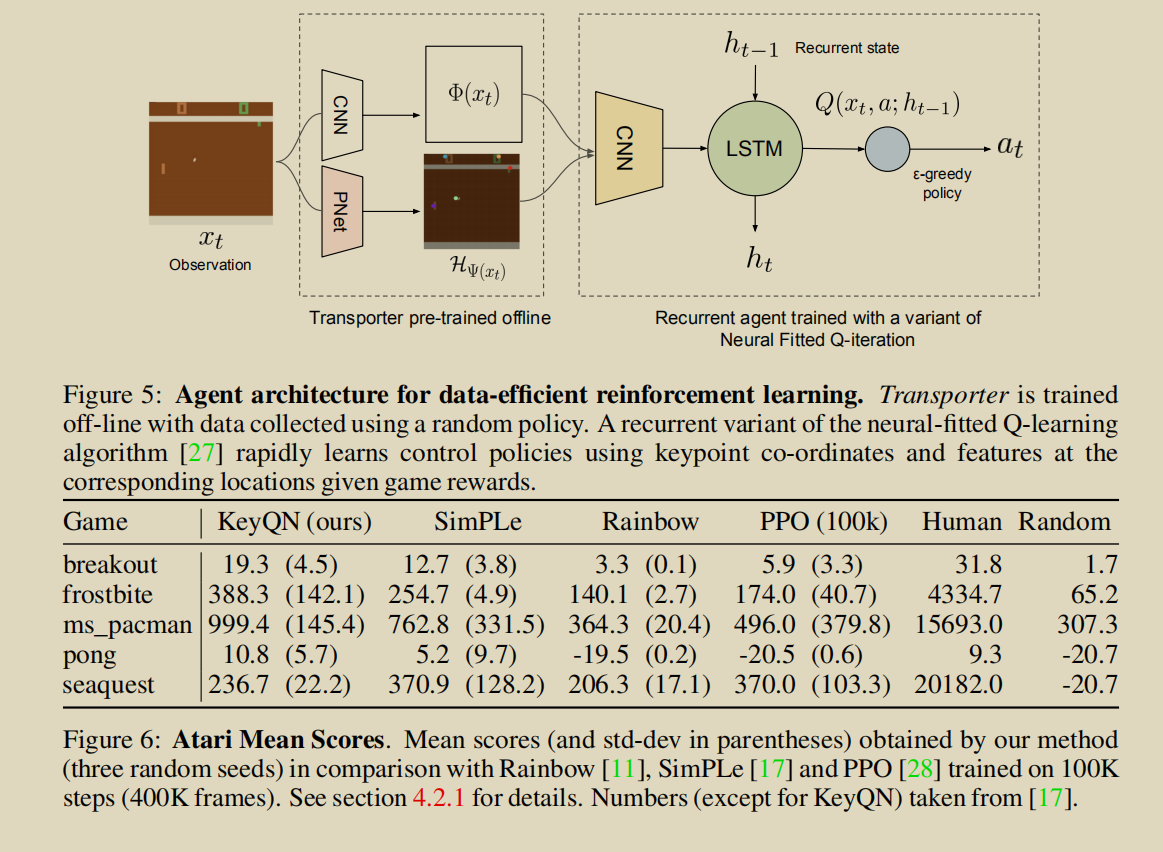 h_{t−1} Recurrent state
CNN
Φ(x_t)
Q(x_t, a; h_{t−1})
CNN
LSTM
a_t
PNet
ε-greedy
policy
x_t
Observation
H_{Ψ(x_t)}
h_t
Transporter pre-trained offline
Recurrent agent trained with a variant of
Neural Fitted Q-iteration
Figure 5: Agent architecture for data-efficient reinforcement learning. Transporter is trained
off-line with data collected using a random policy. A recurrent variant of the neural-fitted Q-learning
algorithm [27] rapidly learns control policies using keypoint co-ordinates and features at the
corresponding locations given game rewards.
Game KeyQN (ours) SimPLe Rainbow PPO (100k) Human Random
breakout 19.3 (4.5) 12.7 (3.8) 3.3 (0.1) 5.9 (3.3) 31.8 1.7
frostbite 388.3 (142.1) 254.7 (4.9) 140.1 (2.7) 174.0 (40.7) 4334.7 65.2
ms_pacman 999.4 (145.4) 762.8 (331.5) 364.3 (20.4) 496.0 (379.8) 15693.0 307.3
pong 10.8 (5.7) 5.2 (9.7) -19.5 (0.2) -20.5 (0.6) 9.3 -20.7
seaquest 236.7 (22.2) 370.9 (128.2) 206.3 (17.1) 370.0 (103.3) 20182.0 -20.7
Figure 6: Atari Mean Scores. Mean scores (and std-dev in parentheses) obtained by our method
(three random seeds) in comparison with Rainbow [11], SimPLe [17] and PPO [28] trained on 100K
steps (400K frames). See section 4.2.1 for details. Numbers (except for KeyQN) taken from [17].